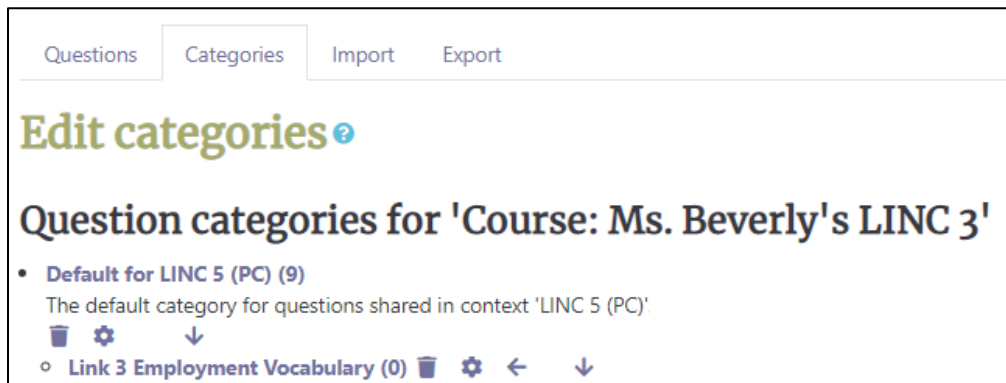 Questions Categories Import Export
Edit categories ?
Question categories for 'Course: Ms. Beverly's LINC 3'
Default for LINC 5 (PC) (9)
The default category for questions shared in context 'LINC 5 (PC)'.
Link 3 Employment Vocabulary (0)